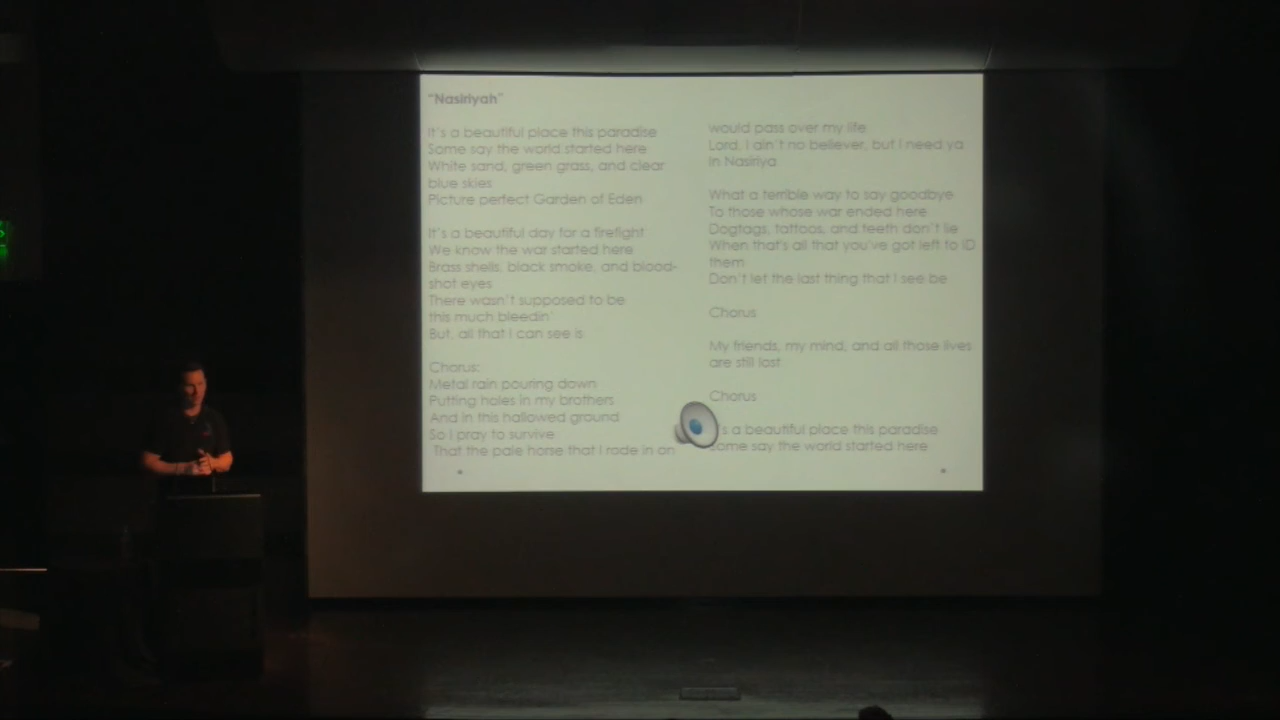 "Nasiriyah"
It's a beautiful place this paradise
Some say the world started here
White sand, green grass, and clear
blue skies
Picture perfect Garden of Eden
It's a beautiful day for a firefight
We know the war started here
Brass shells, black smoke, and blood-
shot eyes
There wasn't supposed to be
this much bleedin'
But, all that I can see is
Chorus:
Metal rain pouring down
Putting holes in my brothers
And in this hallowed ground
So I pray to survive
That the pale horse that I rode in on
would pass over my life
Lord, I ain't no believer, but I need ya
In Nasiriya
What a terrible way to say goodbye
To those whose war ended here
Dogtags, tattoos, and teeth don't lie
When that's all that you've got left to ID
them
Don't let the last thing that I see be
Chorus
My friends, my mind, and all those lives
are still lost
Chorus
's a beautiful place this paradise
Some say the world started here